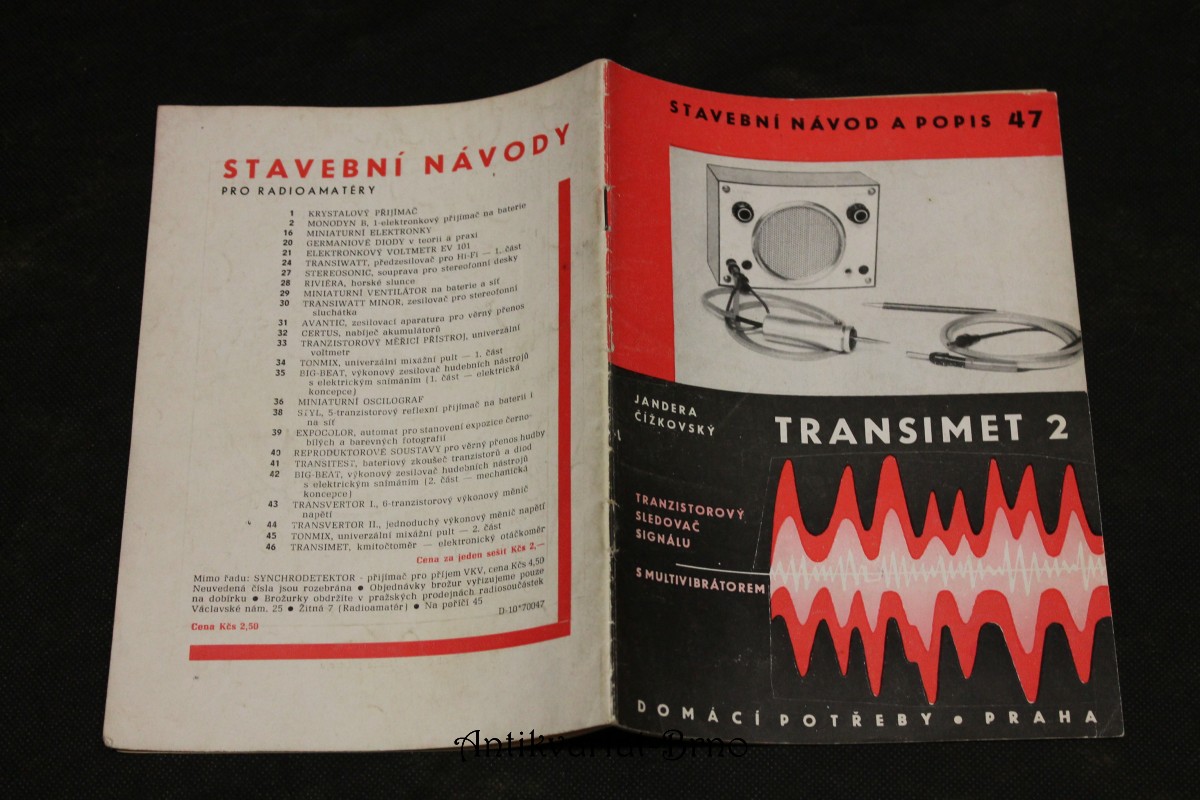 STAVEBNÍ NÁVODY
PRO RADIOAMATÉRY
1 KRYSTALOVÝ PŘIJÍMAČ
2 MONODYN B, 1-elektronkový přijímač na baterie
16 MINIATURNÍ ELEKTRONKY
20 GERMANIOVÉ DIODY v teorii a praxi
21 ELEKTRONKOVÝ VOLTMETR EV 101
24 TRANSIWATT, předzesilovač pro Hi-Fi — 1. část
27 STEREOSONIC, souprava pro stereofonní desky
28 RIVIÉRA, horské slunce
29 MINIATURNÍ VENTILÁTOR na baterie a síť
30 TRANSIWATT MINOR, zesilovač pro stereofonní
sluchátka
31 AVANTIC, zesilovací aparatura pro věrný přenos
32 CERTUS, nabíječ akumulátorů
33 TRANZISTOROVÝ MĚŘICÍ PŘÍSTROJ, univerzální
voltmetr
34 TONMIX, univerzální mixážní pult — 1. část
35 BIG-BEAT, výkonový zesilovač hudebních nástrojů
s elektrickým snímáním (1. část — elektrická
koncepce)
36 MINIATURNÍ OSCILOGRAF
38 STYL, 5-tranzistorový reflexní přijímač na baterii i
na síť
39 EXPOCOLOR, automat pro stanovení expozice černo-
bílých a barevných fotografií
40 REPRODUKTOROVÉ SOUSTAVY pro věrný přenos hudby
41 TRANSITEST, bateriový zkoušeč tranzistorů a diod
42 BIG-BEAT, výkonový zesilovač hudebních nástrojů
s elektrickým snímáním (2. část — mechanická
koncepce)
43 TRANSVERTOR I., 6-tranzistorový výkonový měnič
napětí
44 TRANSVERTOR II., jednoduchý výkonový měnič napětí
45 TONMIX, univerzální mixážní pult — 2. část
46 TRANSIMET, kmitočtoměr — elektronický otáčkoměr
Cena za jeden sešit Kčs 2,—
Mimo řadu: SYNCHRODETEKTOR - přijímač pro příjem VKV, cena Kčs 4,50
Neuvedená čísla jsou rozebrána ● Objednávky brožur vyřizujeme pouze
na dobírku ● Brožurky obdržíte v pražských prodejnách radiosoučástek
Václavské nám. 25 ● Žitná 7 (Radioamatér) ● Na poříčí 45
D-10*70047
Cena Kčs 2,50
STAVEBNÍ NÁVOD A POPIS 47
JANDERA
ČÍŽKOVSKÝ
TRANSIMET 2
TRANZISTOROVÝ
SLEDOVAČ
SIGNÁLU
S MULTIVIBRÁTOREM
DOMÁCÍ POTŘEBY • PRAHA
Antikvariát Brno